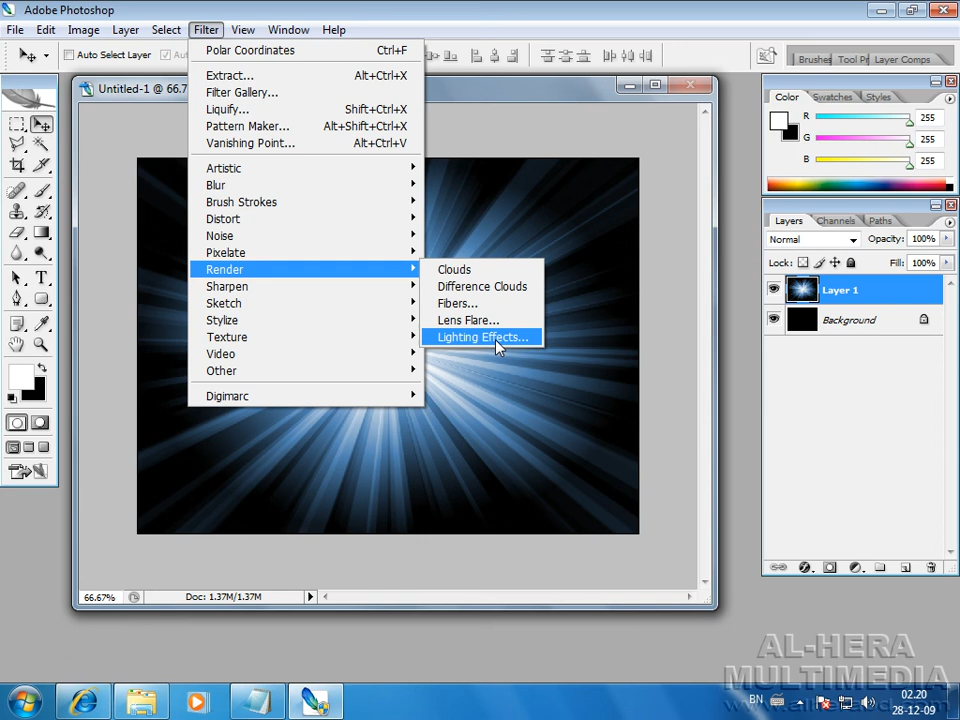 Adobe Photoshop
File Edit Image Layer Select Filter View Window Help
Auto Select Layer
Brushes Tool Pr Layer Comps
Untitled-1 @ 66.7
Polar Coordinates Ctrl+F
Extract... Alt+Ctrl+X
Filter Gallery...
Liquify... Shift+Ctrl+X
Pattern Maker... Alt+Shift+Ctrl+X
Vanishing Point... Alt+Ctrl+V
Artistic
Blur
Brush Strokes
Distort
Noise
Pixelate
Render
Sharpen
Sketch
Stylize
Texture
Video
Other
Digimarc
Clouds
Difference Clouds
Fibers...
Lens Flare...
Lighting Effects...
Color Swatches Styles
R 255
G 255
B 255
Layers Channels Paths
Normal Opacity: 100%
Lock: Fill: 100%
Layer 1
Background
66.67% Doc: 1.37M/1.37M
AL-HERA
MULTIMEDIA
BN
02.20
28-12-09